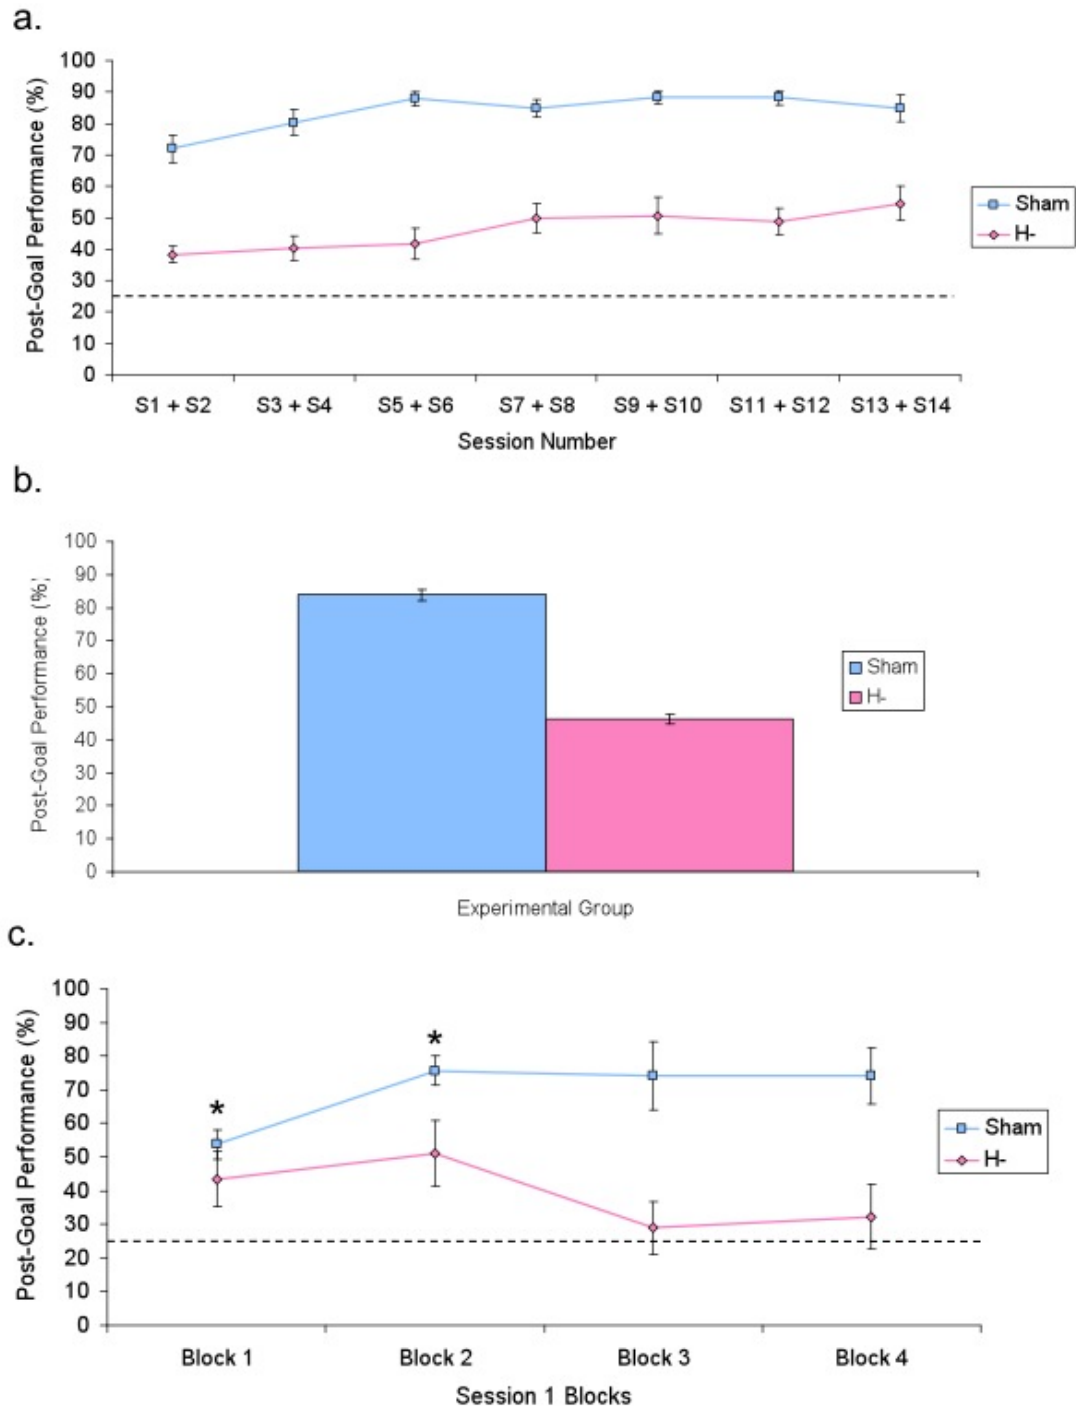 a.
Post-Goal Performance (%)
100
90
80
70
60
50
40
30
20
10
0
S1 + S2 S3 + S4 S5 + S6 S7 + S8 S9 + S10 S11 + S12 S13 + S14
Session Number
Sham
H-
b.
Post-Goal Performance (%)
100
90
80
70
60
50
40
30
20
10
0
Experimental Group
Sham
H-
c.
Post-Goal Performance (%)
100
90
80
70
60
50
40
30
20
10
0
*
*
Block 1 Block 2 Block 3 Block 4
Session 1 Blocks
Sham
H-